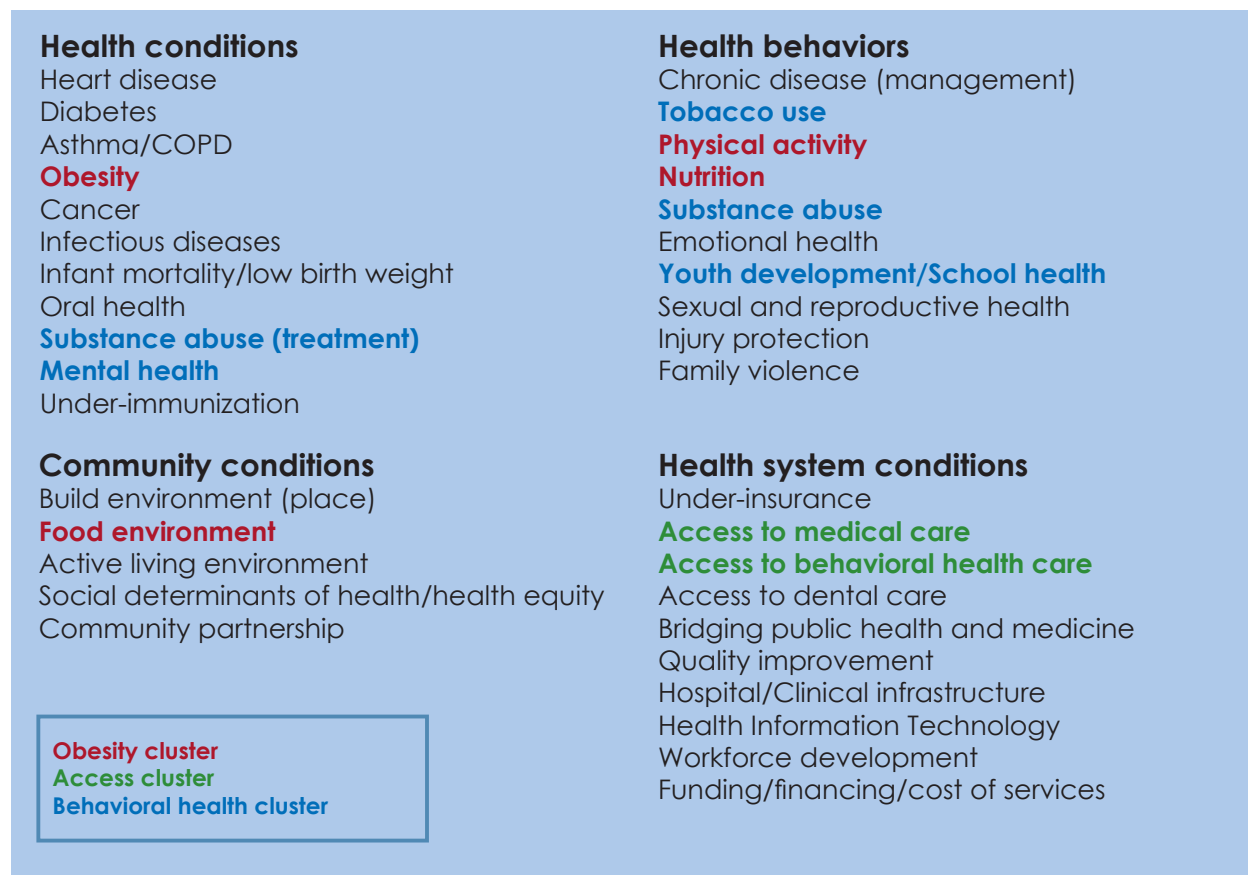 Health conditions
Heart disease
Diabetes
Asthma/COPD
Obesity
Cancer
Infectious diseases
Infant mortality/low birth weight
Oral health
Substance abuse (treatment)
Mental health
Under-immunization
Health behaviors
Chronic disease (management)
Tobacco use
Physical activity
Nutrition
Substance abuse
Emotional health
Youth development/School health
Sexual and reproductive health
Injury protection
Family violence
Community conditions
Build environment (place)
Food environment
Active living environment
Social determinants of health/health equity
Community partnership
Health system conditions
Under-insurance
Access to medical care
Access to behavioral health care
Access to dental care
Bridging public health and medicine
Quality improvement
Hospital/Clinical infrastructure
Health Information Technology
Workforce development
Funding/financing/cost of services
Obesity cluster
Access cluster
Behavioral health cluster